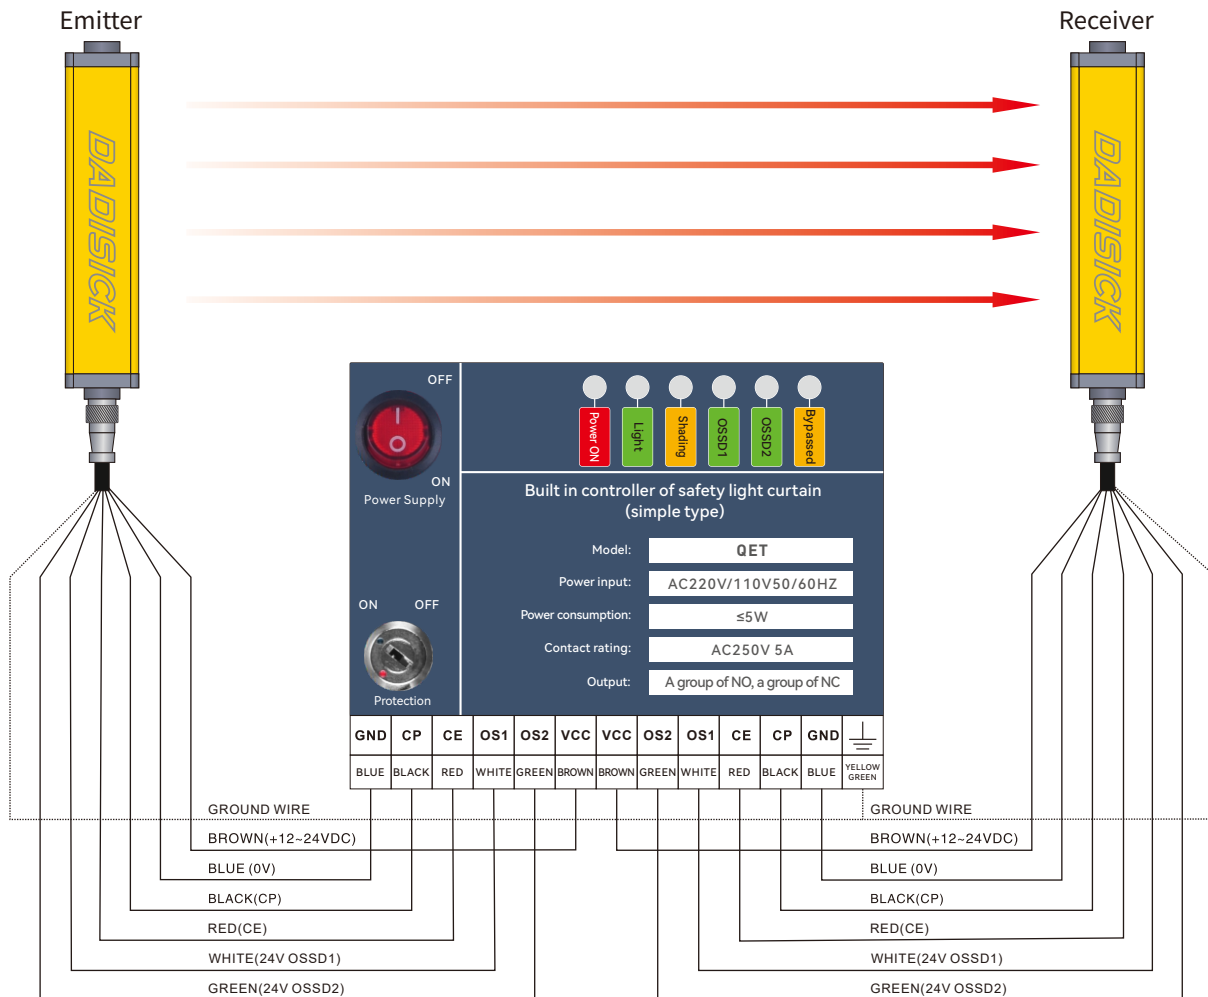 Emitter
Receiver
DADISICK
DADISICK
OFF
ON
Power Supply
Power ON
Light
Shading
OSSD1
OSSD2
Bypassed
Built in controller of safety light curtain
(simple type)
Model: QET
Power input: AC220V/110V50/60HZ
Power consumption: ≤5W
Contact rating: AC250V 5A
Output: A group of NO, a group of NC
ON OFF
Protection
GND CP CE OS1 OS2 VCC VCC OS2 OS1 CE CP GND
BLUE BLACK RED WHITE GREEN BROWN BROWN GREEN WHITE RED BLACK BLUE YELLOW
GREEN
GROUND WIRE GROUND WIRE
BROWN(+12~24VDC) BROWN(+12~24VDC)
BLUE (0V) BLUE (0V)
BLACK(CP) BLACK(CP)
RED(CE) RED(CE)
WHITE(24V OSSD1) WHITE(24V OSSD1)
GREEN(24V OSSD2) GREEN(24V OSSD2)